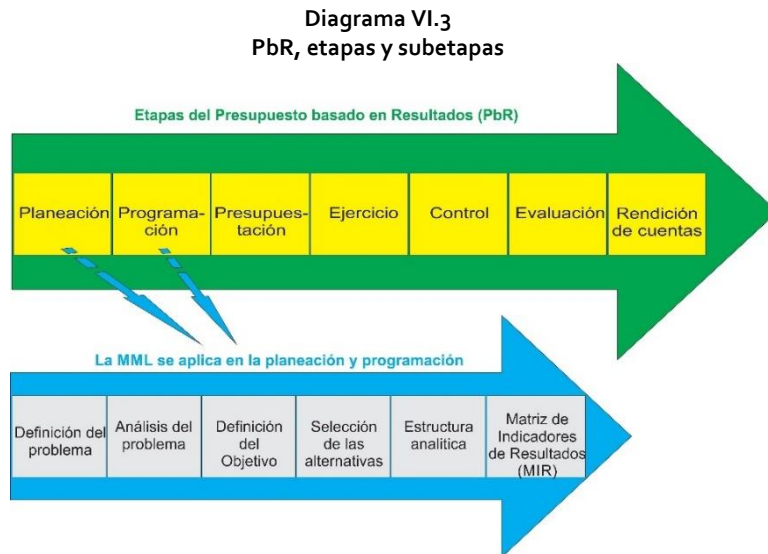 Diagrama VI.3
PbR, etapas y subetapas
Etapas del Presupuesto basado en Resultados (PbR)
Planeación
Programa-
ción
Presupues-
tación
Ejercicio
Control
Evaluación
Rendición
de cuentas
La MML se aplica en la planeación y programación
Definición del
problema
Análisis del
problema
Definición
del
Objetivo
Selección
de las
alternativas
Estructura
analitica
Matriz de
Indicadores
de Resultados
(MIR)